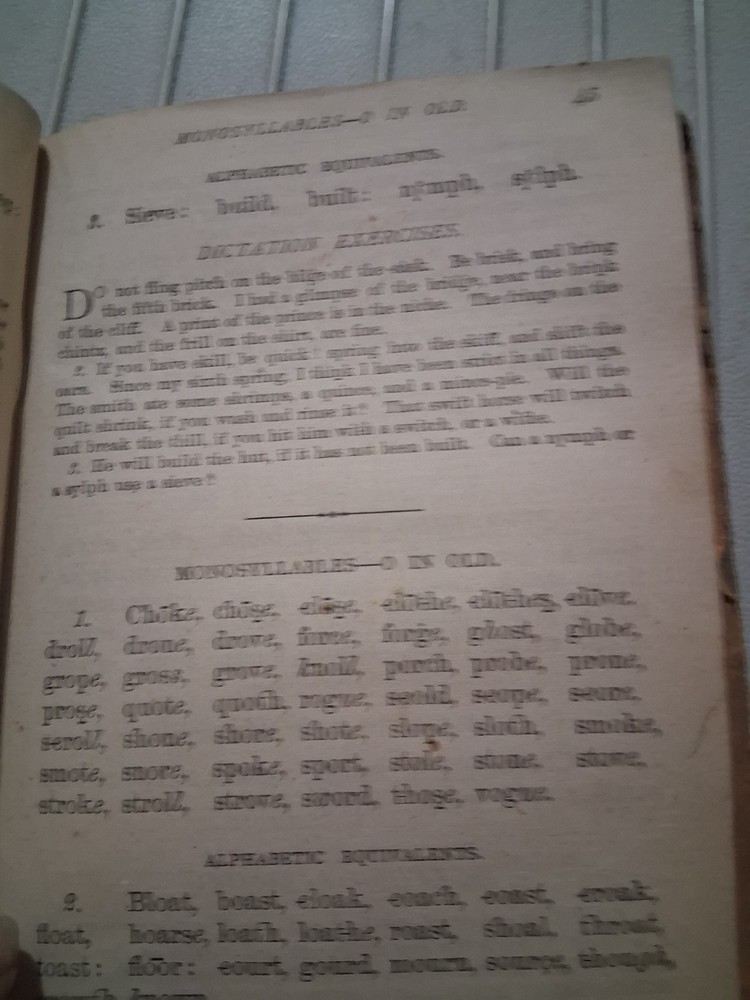 MONOSYLLABLES—O IN OLD. 45
ALPHABETIC EQUIVALENTS.
2. Sieve: build, built: nymph, sylph.
DICTATION EXERCISES.
DO not fling pitch on the bilge of the Be brisk, and bring
the fifth brick. I had a glimpse of the bridge, near the brink
of the cliff. A print of the prince is in the niche. The fringe on the
chintz, and the frill on the skirt, are fine.
2. If you have skill, be quick! spring into the skiff, and shift the
oars. Since my sixth spring, I think I have been in all things.
The smith ate some shrimps, a quince, and a mince-pie. Will the
quilt shrink, if you wash and rinse it? That swift horse will twitch
and break the thill, if you hit him with a switch, or a withe.
3. He will build the hut, if it has not been built. Can a nymph or
a sylph use a sieve?
MONOSYLLABLES—O IN OLD.
1. Choke, chose, close, clothe, clothes, clove,
droll, drone, drove, force, forge, ghost, globe,
grope, gross, grove, knoll, porch, probe, prone,
prose, quote, quoth, rogue, scold, scope, score,
scroll, shone, shore, shote, slope, sloth, smoke,
smote, snore, spoke, sport, stole, stone, stove,
stroke, stroll, strove, sword, those, vogue.
ALPHABETIC EQUIVALENTS.
2. Bloat, boast, cloak, coach, coast, croak,
float, hoarse, loath, loathe, roast, shoal, throat,
toast: floor: court, gourd, mourn, source, though,
known